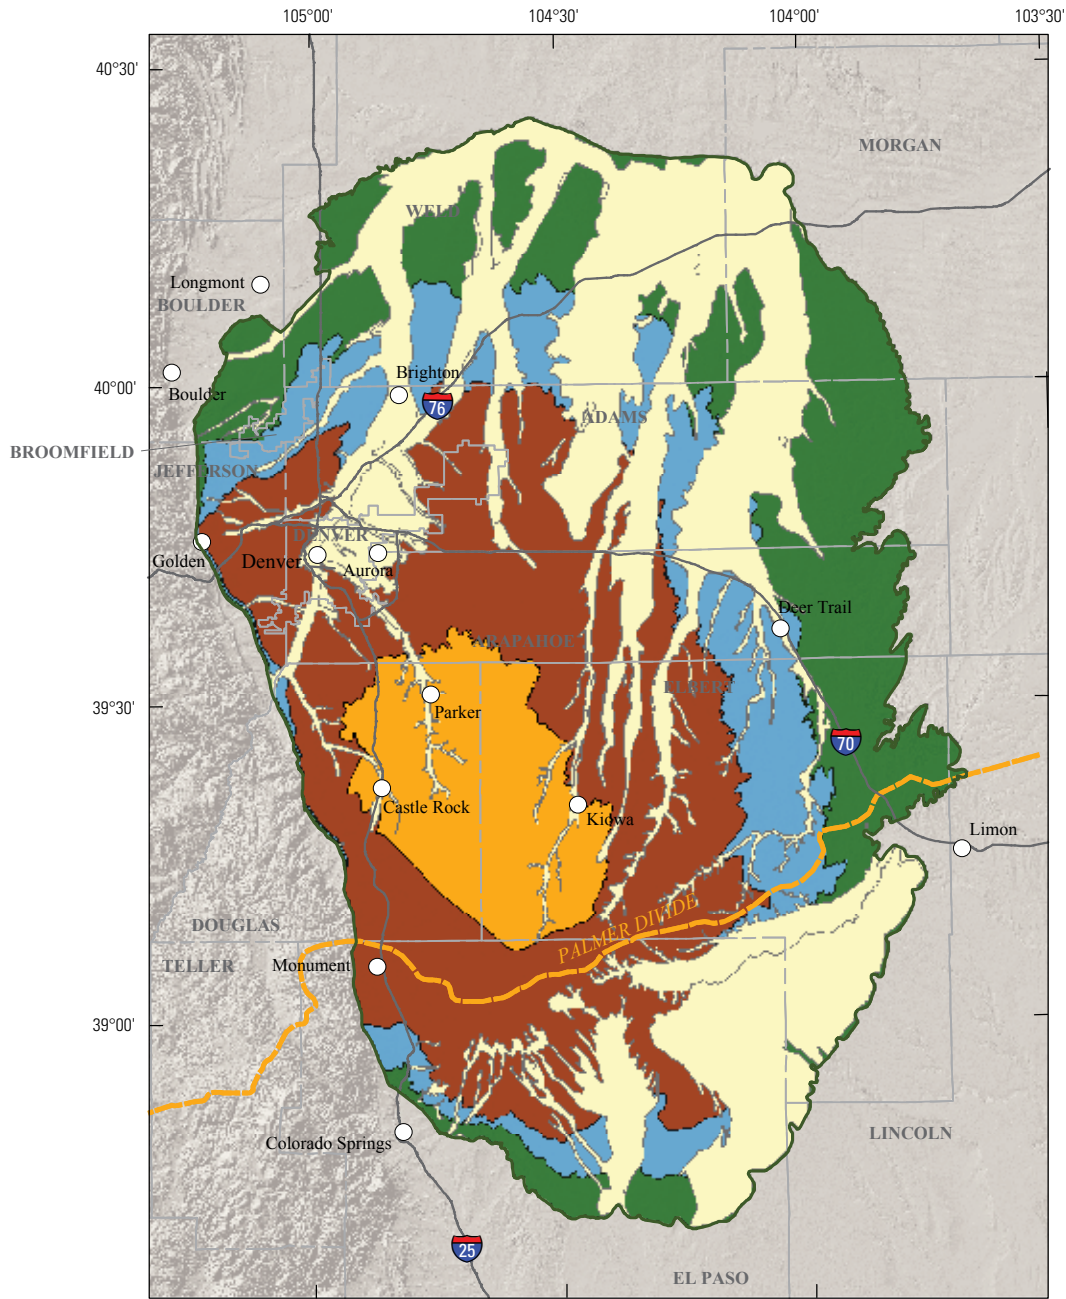 105°00'
104°30'
104°00'
103°30'
40°30'
MORGAN
WELD
Longmont
BOULDER
Boulder
40°00'
Brighton
76
ADAMS
BROOMFIELD
JEFFERSON
Golden
DENVER
Denver
Aurora
Deer Trail
ARAPAHOE
ELBERT
39°30'
Parker
70
Castle Rock
Kiowa
Limon
DOUGLAS
PALMER DIVIDE
TELLER
Monument
39°00'
Colorado Springs
LINCOLN
25
EL PASO